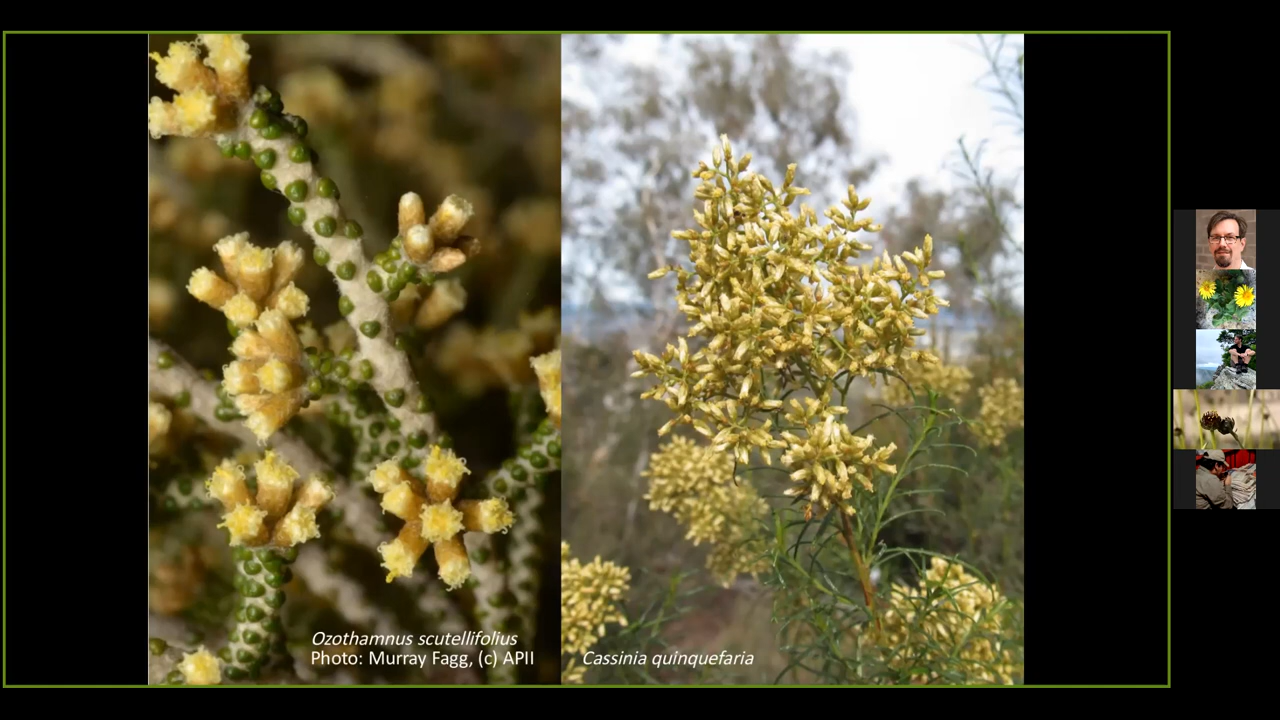 Ozothamnus scutellifolius
Photo: Murray Fagg, (c) APII
Cassinia quinquefaria